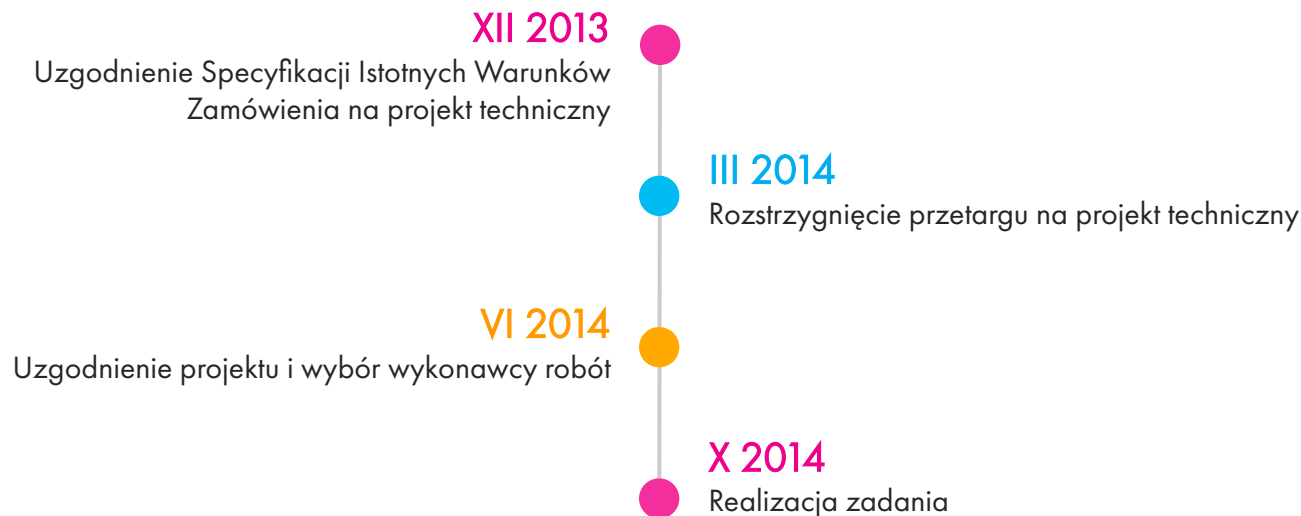 XII 2013
Uzgodnienie Specyfikacji Istotnych Warunków
Zamówienia na projekt techniczny
III 2014
Rozstrzygnięcie przetargu na projekt techniczny
VI 2014
Uzgodnienie projektu i wybór wykonawcy robót
X 2014
Realizacja zadania